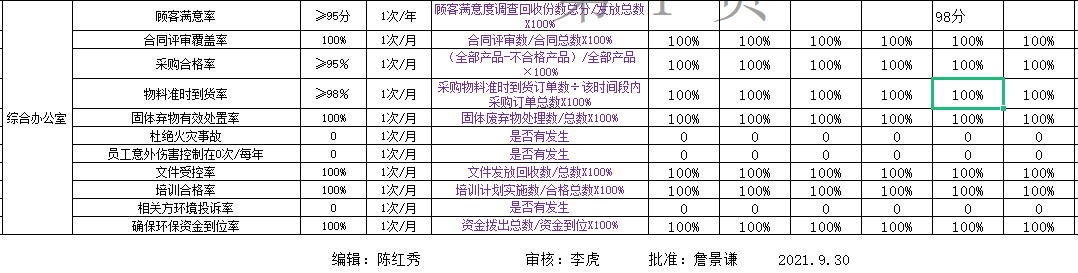 顾客满意率 ≥95分 1次/年 顾客满意度调查回收份数总分/发放总数X100% 98分
合同评审覆盖率 100% 1次/月 合同评审数/合同总数X100% 100% 100% 100% 100% 100% 100%
采购合格率 ≥95% 1次/月 (全部产品-不合格产品)/全部产品×100% 100% 100% 100% 100% 100% 100%
物料准时到货率 ≥98% 1次/月 采购物料准时到货订单数÷该时间段内采购订单总数X100% 100% 100% 100% 100% 100% 100%
综合办公室 固体弃物有效处置率 100% 1次/月 固体废弃物处理数/总数X100% 100% 100% 100% 100% 100% 100%
杜绝火灾事故 0 1次/月 是否有发生 0 0 0 0 0 0
员工意外伤害控制在0次/每年 0 1次/月 是否有发生 0 0 0 0 0 0
文件受控率 100% 1次/月 文件发放回收数/总数X100% 100% 100% 100% 100% 100% 100%
培训合格率 100% 1次/月 培训计划实施数/合格总数X100% 100% 100% 100% 100% 100% 100%
相关方环境投诉率 0 1次/月 是否有发生 0 0 0 0 0 0
确保环保资金到位率 100% 1次/月 资金拨出总数/资金到位X100% 100% 100% 100% 100% 100% 100%
编辑：陈红秀 审核：李虎 批准：詹景谦 2021.9.30